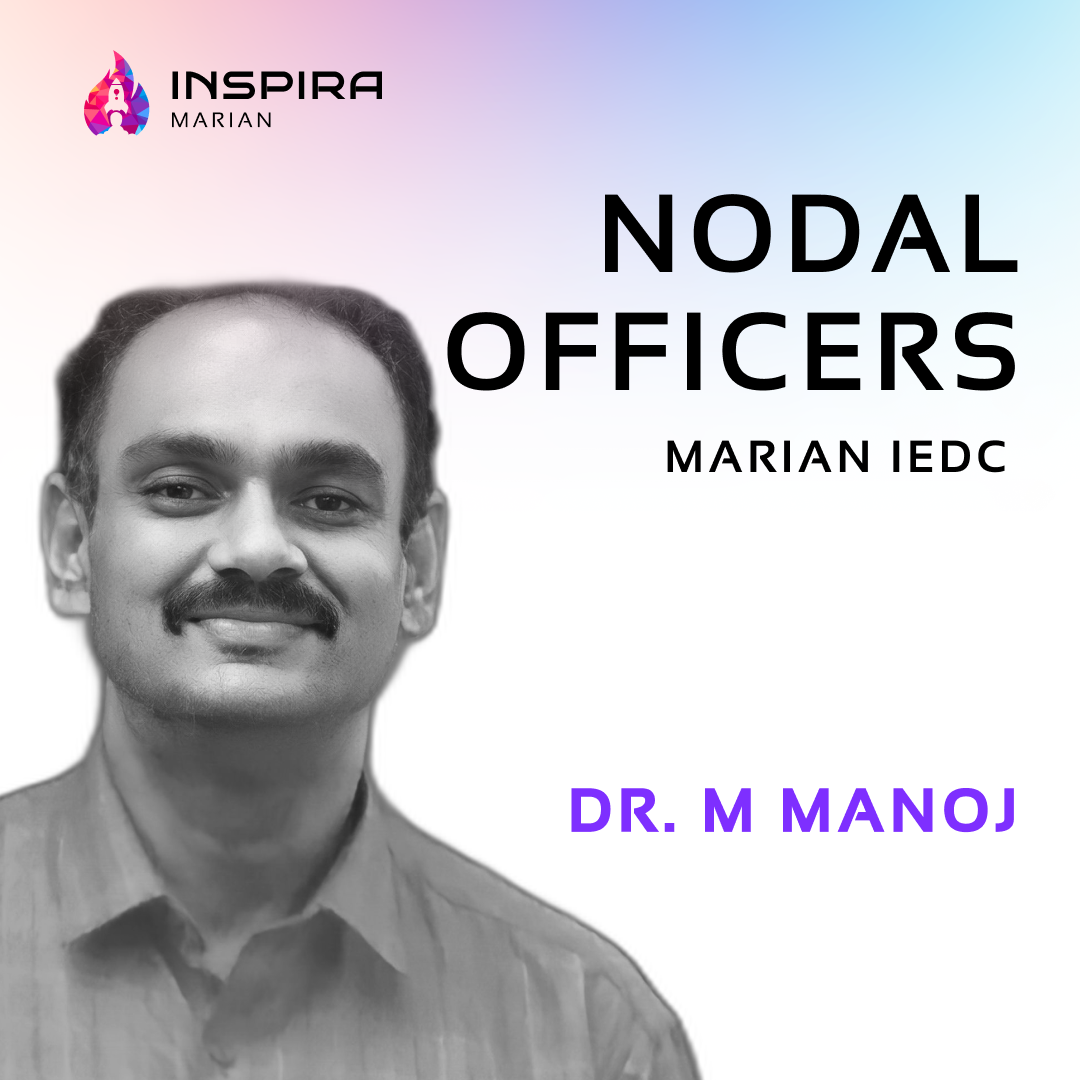 INSPIRA
MARIAN
NODAL
OFFICERS
MARIAN IEDC
DR. M MANOJ